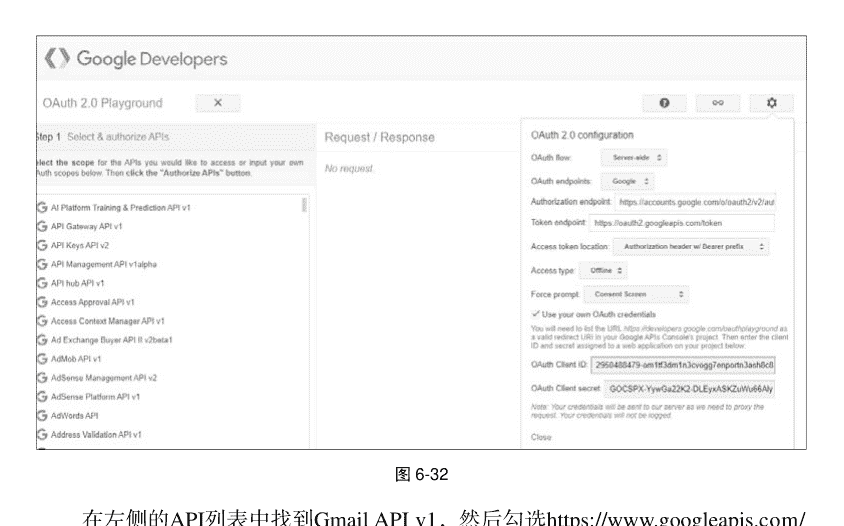 Google Developers
OAuth 2.0 Playground
Step 1 Select & authorize APIs
Select the scope for the APIs you would like to access or input your own
OAuth scopes below. Then click the "Authorize APIs" button.
AI Platform Training & Prediction API v1
API Gateway API v1
API Keys API v2
API Management API v1alpha
API hub API v1
Access Approval API v1
Access Context Manager API v1
Ad Exchange Buyer API II v2beta1
AdMob API v1
AdSense Management API v2
AdSense Platform API v1
AdWords API
Address Validation API v1
Request / Response
No request.
OAuth 2.0 configuration
OAuth flow: Server-side
OAuth endpoints: Google
Authorization endpoint: https://accounts.google.com/o/oauth2/v2/aut
Token endpoint: https://oauth2.googleapis.com/token
Access token location: Authorization header w/ Bearer prefix
Access type: Offline
Force prompt: Consent Screen
Use your own OAuth credentials
You will need to list the URL https://developers.google.com/oauthplayground as
a valid redirect URI in your Google APIs Console's project. Then enter the client
ID and secret assigned to a web application on your project below:
OAuth Client ID:
OAuth Client secret:
Note: Your credentials will be sent to our server as we need to proxy the
request. Your credentials will not be logged.
Close
图 6-32
在左侧的API列表中找到Gmail API v1，然后勾选https://www.googleapis.com/